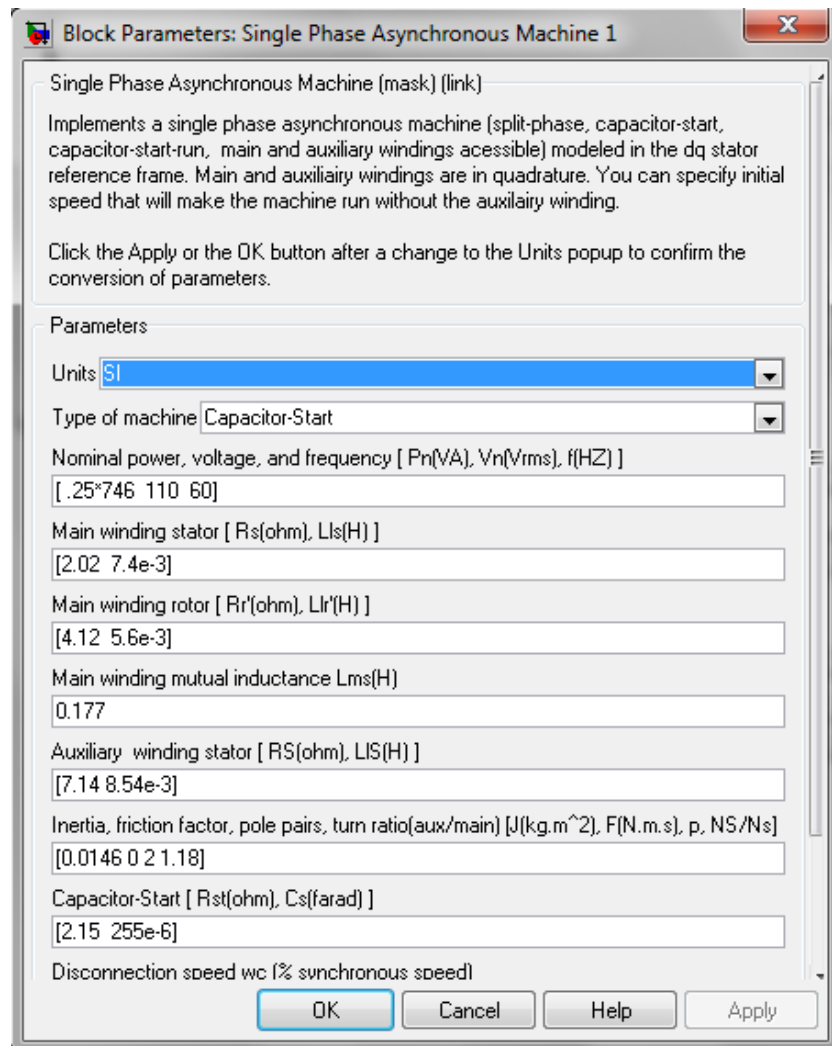 Block Parameters: Single Phase Asynchronous Machine 1
Single Phase Asynchronous Machine (mask) (link)
Implements a single phase asynchronous machine (split-phase, capacitor-start,
capacitor-start-run, main and auxiliary windings acessible) modeled in the dq stator
reference frame. Main and auxiliairy windings are in quadrature. You can specify initial
speed that will make the machine run without the auxilairy winding.
Click the Apply or the OK button after a change to the Units popup to confirm the
conversion of parameters.
Parameters
Units SI
Type of machine Capacitor-Start
Nominal power, voltage, and frequency [ Pn(VA), Vn(Vrms), f(HZ) ]
[ .25*746 110 60]
Main winding stator [ Rs(ohm), Lls(H) ]
[2.02 7.4e-3]
Main winding rotor [ Rr'(ohm), Llr'(H) ]
[4.12 5.6e-3]
Main winding mutual inductance Lms(H)
0.177
Auxiliary winding stator [ RS(ohm), LlS(H) ]
[7.14 8.54e-3]
Inertia, friction factor, pole pairs, turn ratio(aux/main) [J(kg.m^2), F(N.m.s), p, NS/Ns]
[0.0146 0 2 1.18]
Capacitor-Start [ Rst(ohm), Cs(farad) ]
[2.15 255e-6]
Disconnection speed wc (% synchronous speed)
OK Cancel Help Apply